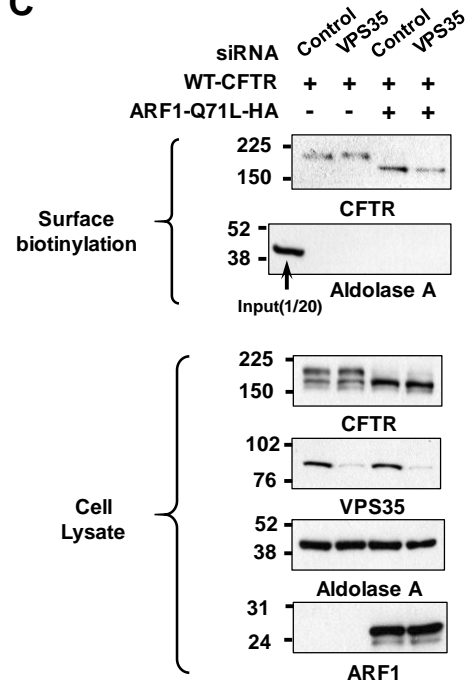 C
siRNA Control VPS35 Control VPS35
WT-CFTR + + + +
ARF1-Q71L-HA - - + +
Surface
biotinylation
225
150
CFTR
52
38
Aldolase A
Input(1/20)
Cell
Lysate
225
150
CFTR
102
76
VPS35
52
38
Aldolase A
31
24
ARF1